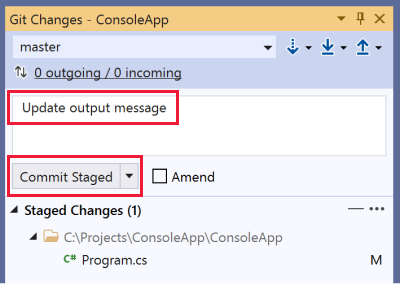 Git Changes - ConsoleApp
master
0 outgoing / 0 incoming
Update output message
Commit Staged
Amend
Staged Changes (1)
C:\Projects\ConsoleApp\ConsoleApp
C# Program.cs M